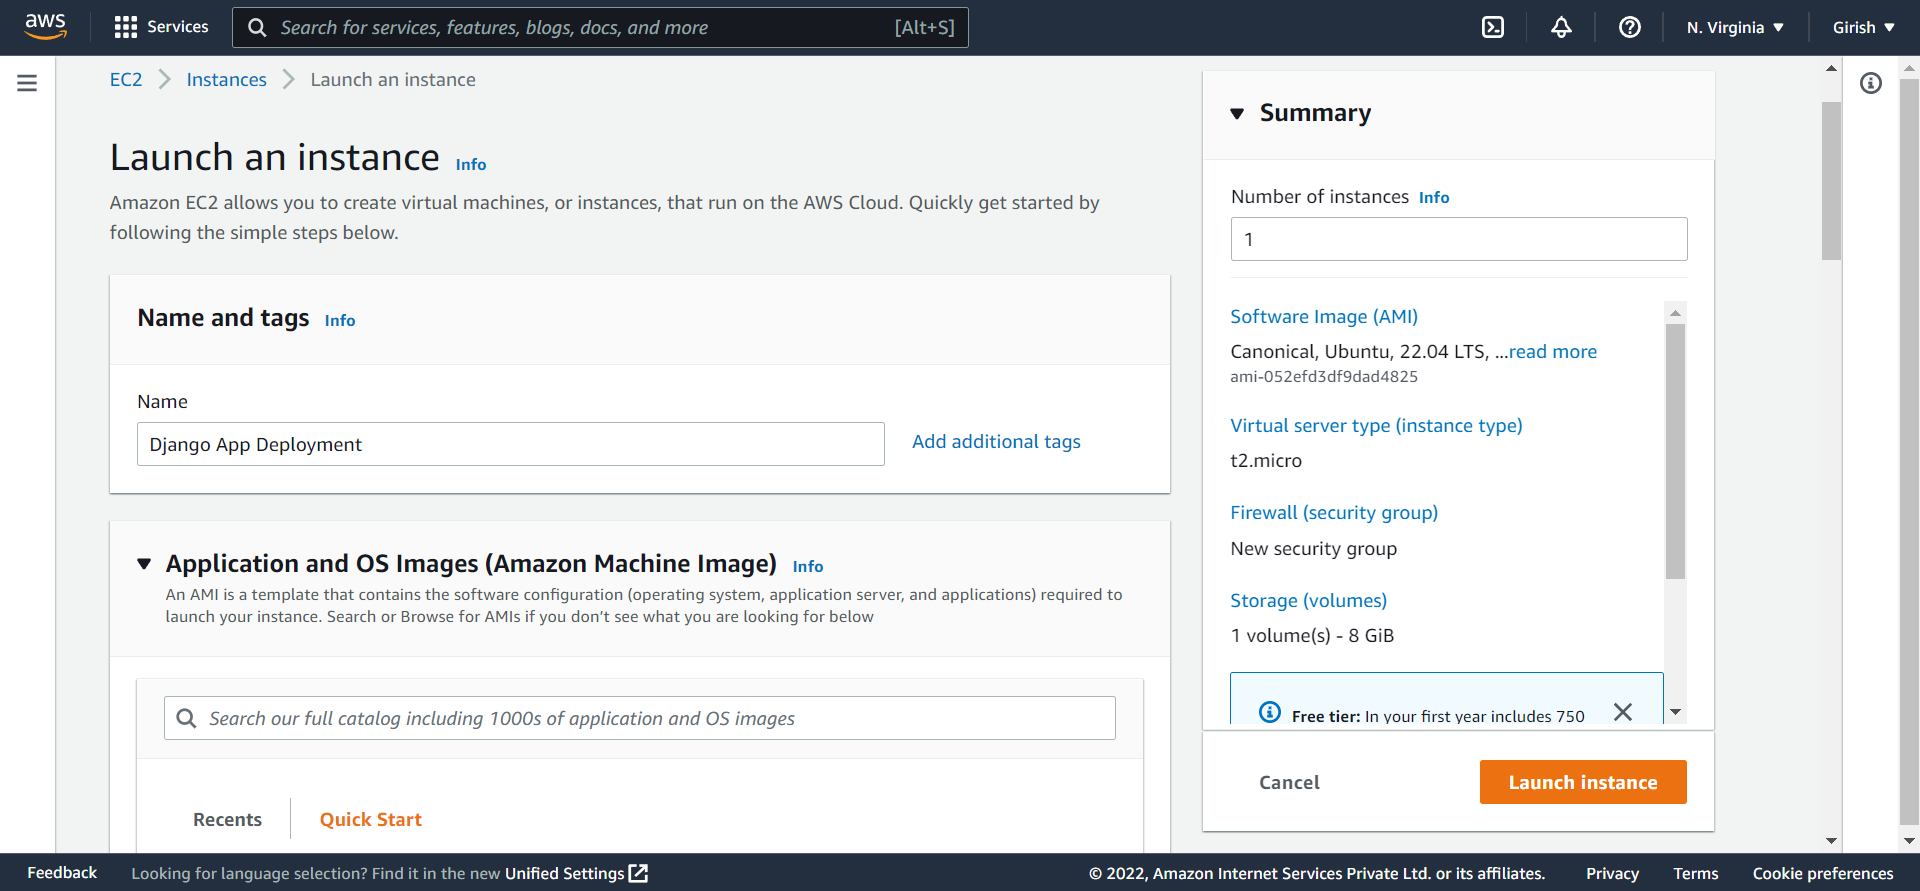 aws
Services
Search for services, features, blogs, docs, and more
[Alt+S]
N. Virginia
Girish
EC2
Instances
Launch an instance
Launch an instance Info
Amazon EC2 allows you to create virtual machines, or instances, that run on the AWS Cloud. Quickly get started by
following the simple steps below.
Name and tags Info
Name
Django App Deployment
Add additional tags
Application and OS Images (Amazon Machine Image) Info
An AMI is a template that contains the software configuration (operating system, application server, and applications) required to
launch your instance. Search or Browse for AMIs if you don’t see what you are looking for below
Search our full catalog including 1000s of application and OS images
Recents
Quick Start
Summary
Number of instances Info
1
Software Image (AMI)
Canonical, Ubuntu, 22.04 LTS, ...read more
ami-052efd3df9dad4825
Virtual server type (instance type)
t2.micro
Firewall (security group)
New security group
Storage (volumes)
1 volume(s) - 8 GiB
Free tier: In your first year includes 750
Cancel
Launch instance
Feedback
Looking for language selection? Find it in the new Unified Settings
© 2022, Amazon Internet Services Private Ltd. or its affiliates.
Privacy
Terms
Cookie preferences